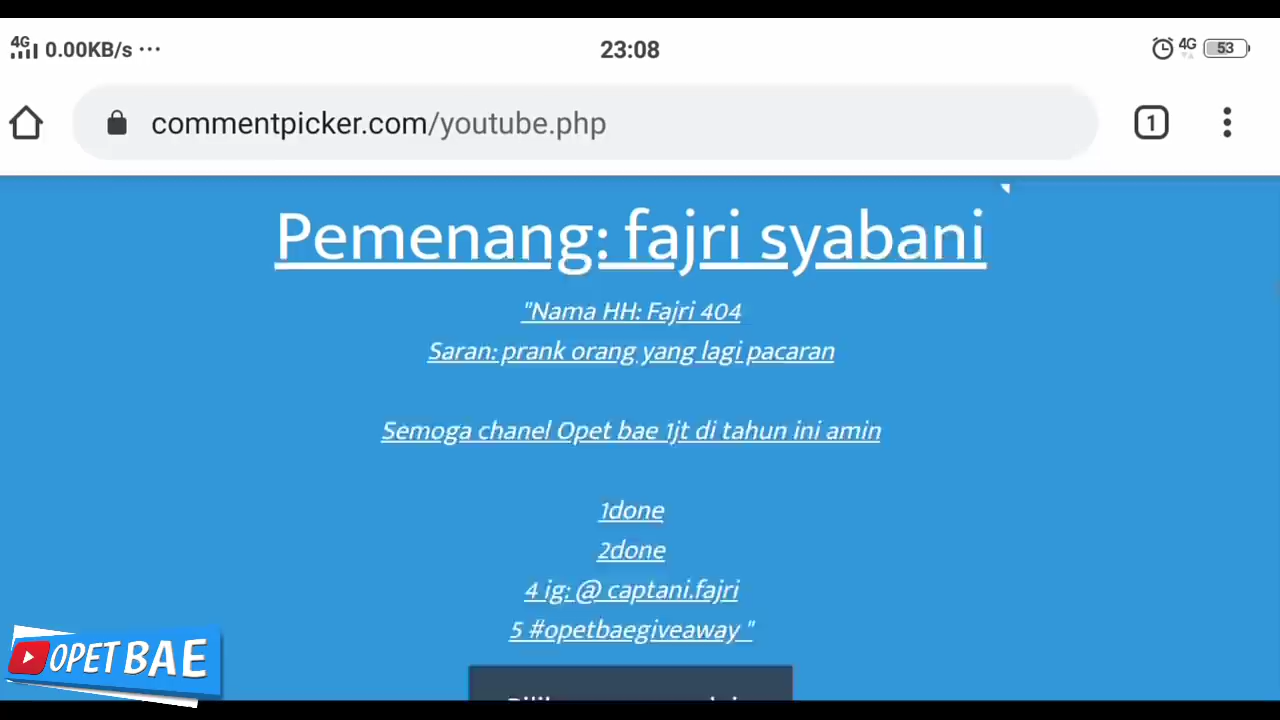 4G 0.00KB/s ...
23:08
4G 53
commentpicker.com/youtube.php
1
Pemenang: fajri syabani
"Nama HH: Fajri 404
Saran: prank orang yang lagi pacaran
Semoga chanel Opet bae 1jt di tahun ini amin
1done
2done
4 ig: @ captani.fajri
5 #opetbaegiveaway "
OPET BAE